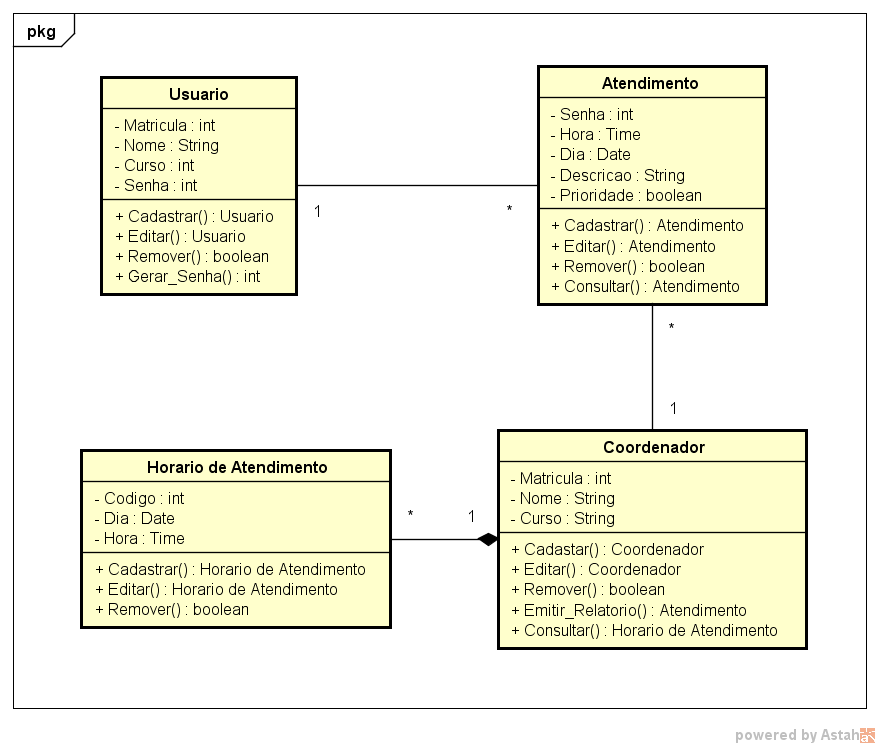 pkg
Usuario
- Matricula : int
- Nome : String
- Curso : int
- Senha : int
+ Cadastrar() : Usuario
+ Editar() : Usuario
+ Remover() : boolean
+ Gerar_Senha() : int
1
*
Atendimento
- Senha : int
- Hora : Time
- Dia : Date
- Descricao : String
- Prioridade : boolean
+ Cadastrar() : Atendimento
+ Editar() : Atendimento
+ Remover() : boolean
+ Consultar() : Atendimento
*
1
Horario de Atendimento
- Codigo : int
- Dia : Date
- Hora : Time
+ Cadastrar() : Horario de Atendimento
+ Editar() : Horario de Atendimento
+ Remover() : boolean
*
1
Coordenador
- Matricula : int
- Nome : String
- Curso : String
+ Cadastar() : Coordenador
+ Editar() : Coordenador
+ Remover() : boolean
+ Emitir_Relatorio() : Atendimento
+ Consultar() : Horario de Atendimento
powered by Astah